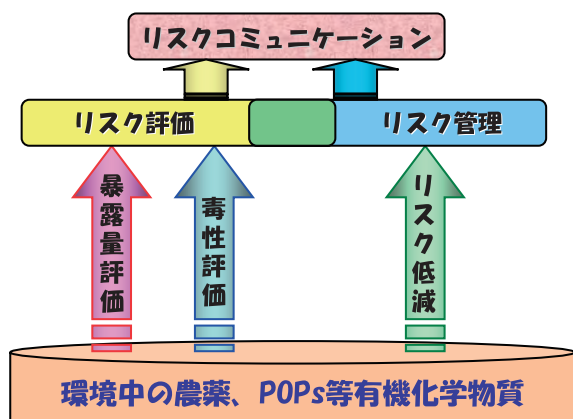 リスクコミュニケーション
リスク評価
リスク管理
暴露量評価
毒性評価
リスク低減
環境中の農薬、POPs等有機化学物質